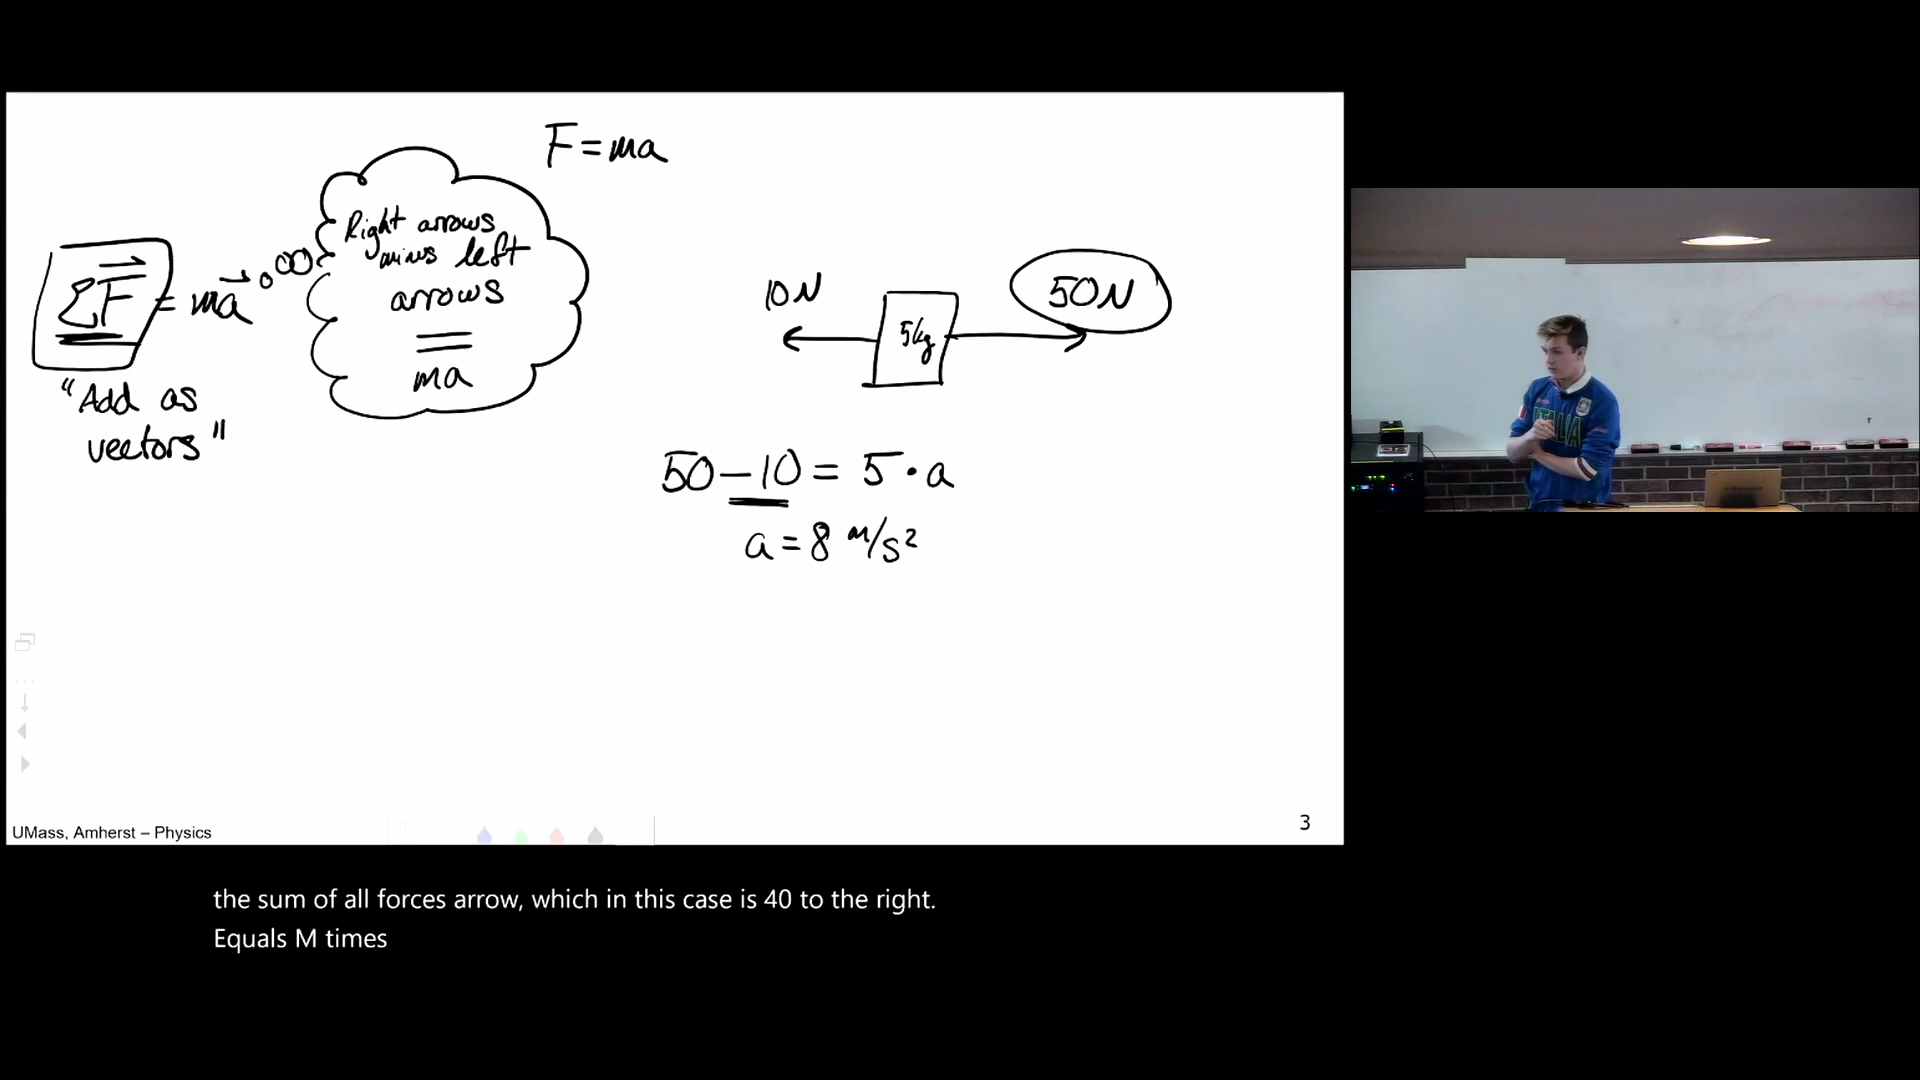 F = ma
Right arrows
minus left
arrows
=
ma
ΣF⃗ = ma⃗
"Add as
vectors"
10N
5kg
50N
50 – 10 = 5 · a
a = 8 m/s²
ITALIA
UMass, Amherst – Physics
3
the sum of all forces arrow, which in this case is 40 to the right.
Equals M times